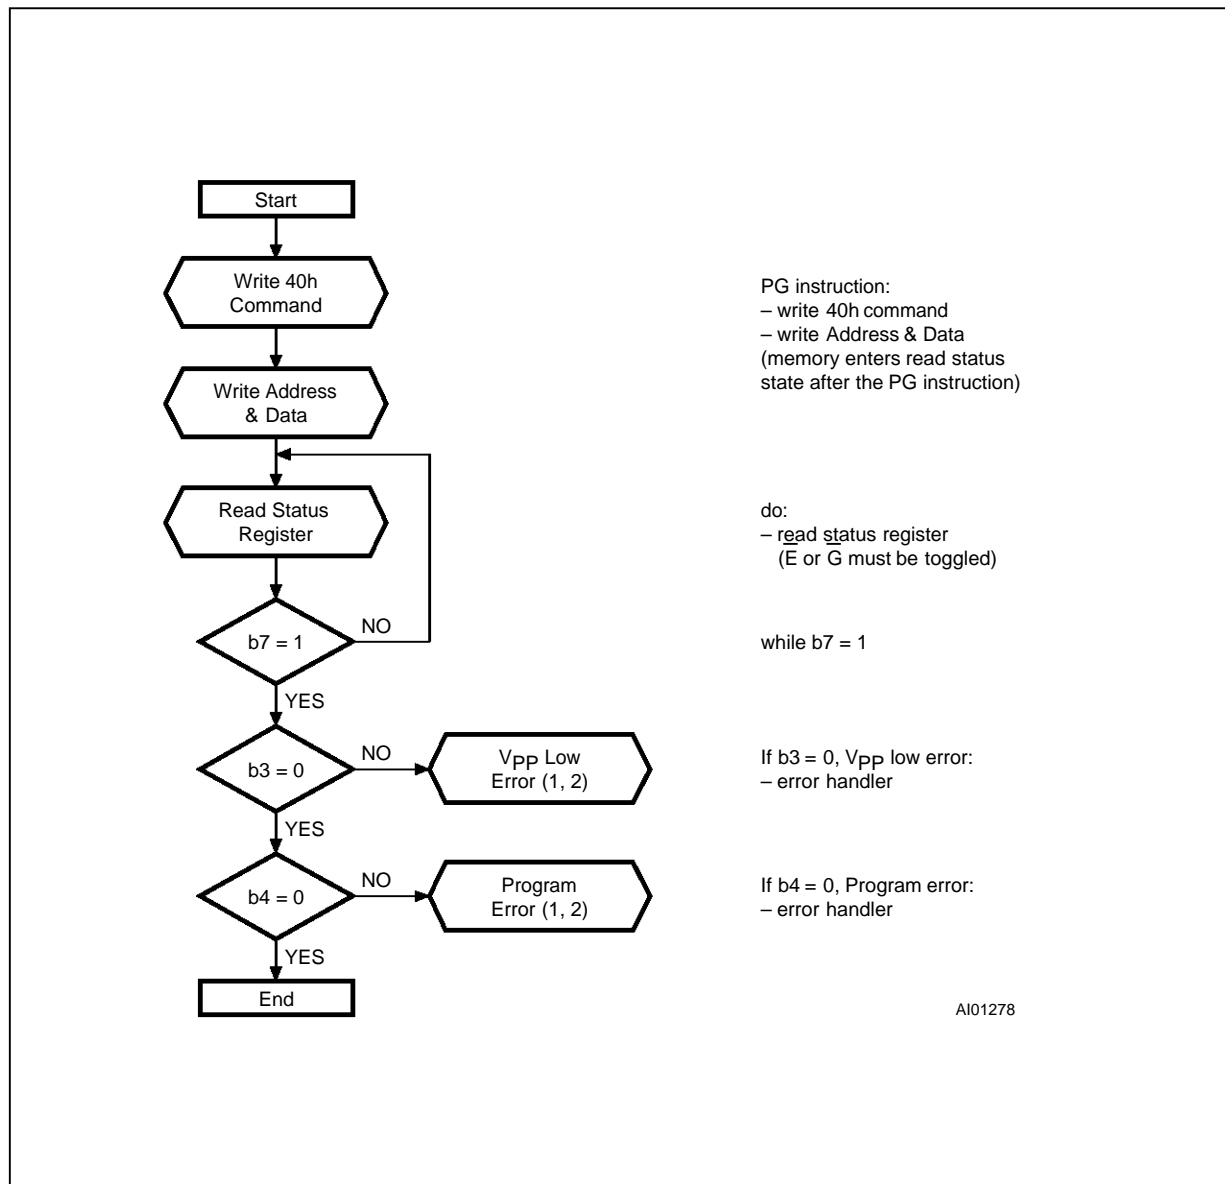 Start
Write 40h
Command
PG instruction:
– write 40h command
– write Address & Data
(memory enters read status
state after the PG instruction)
Write Address
& Data
Read Status
Register
do:
– read status register
(E or G must be toggled)
NO
b7 = 1
while b7 = 1
YES
NO
b3 = 0
VPP Low
Error (1, 2)
If b3 = 0, VPP low error:
– error handler
YES
NO
b4 = 0
Program
Error (1, 2)
If b4 = 0, Program error:
– error handler
YES
End
AI01278